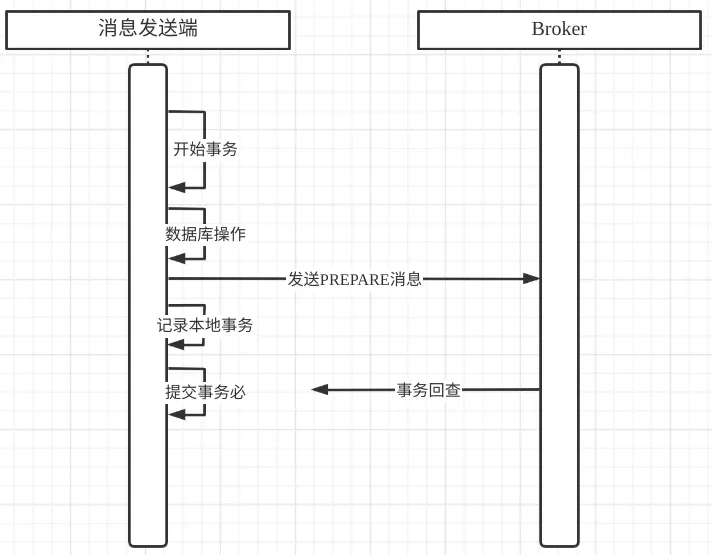 消息发送端
Broker
开始事务
数据库操作
发送PREPARE消息
记录本地事务
提交事务必
事务回查